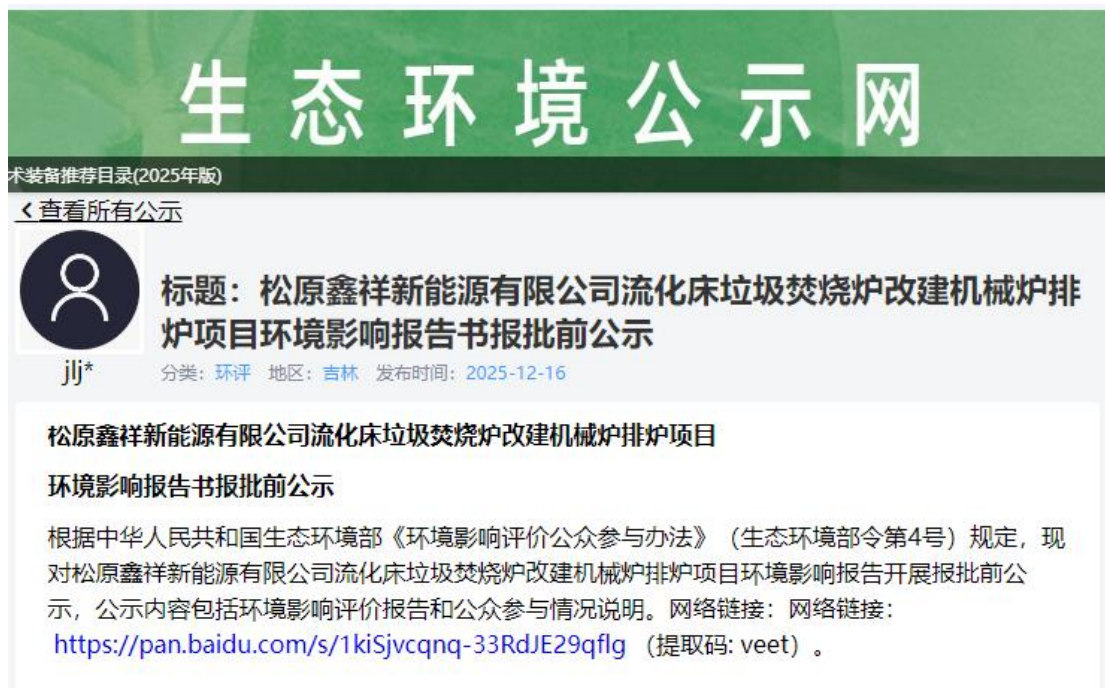 生态环境公示网
术装备推荐目录(2025年版)
查看所有公示
标题：松原鑫祥新能源有限公司流化床垃圾焚烧炉改建机械炉排
炉项目环境影响报告书报批前公示
jlj*
分类：环评 地区：吉林 发布时间：2025-12-16
松原鑫祥新能源有限公司流化床垃圾焚烧炉改建机械炉排炉项目
环境影响报告书报批前公示
根据中华人民共和国生态环境部《环境影响评价公众参与办法》（生态环境部令第4号）规定，现
对松原鑫祥新能源有限公司流化床垃圾焚烧炉改建机械炉排炉项目环境影响报告开展报批前公
示，公示内容包括环境影响评价报告和公众参与情况说明。网络链接：网络链接：
https://pan.baidu.com/s/1kiSjvcqnq-33RdJE29qflg （提取码: veet）。